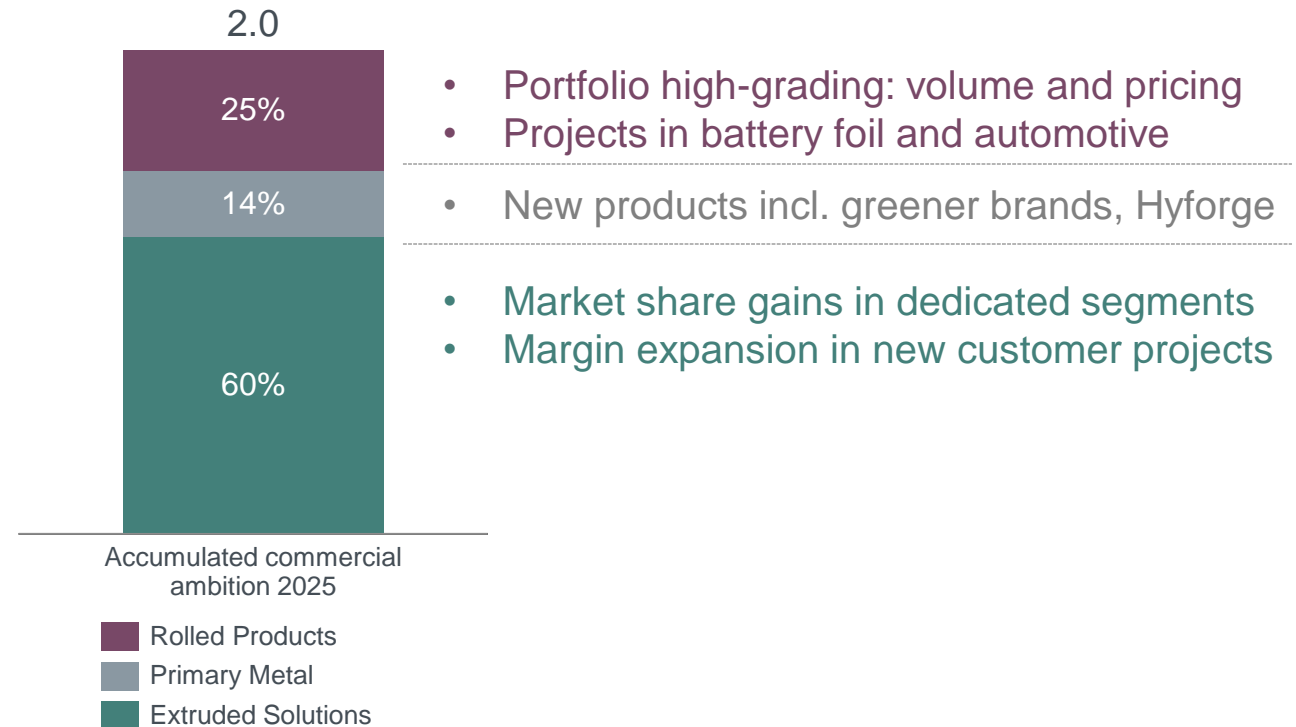 2.0
25%
• Portfolio high-grading: volume and pricing
• Projects in battery foil and automotive
14%
• New products incl. greener brands, Hyforge
60%
• Market share gains in dedicated segments
• Margin expansion in new customer projects
Accumulated commercial
ambition 2025
Rolled Products
Primary Metal
Extruded Solutions